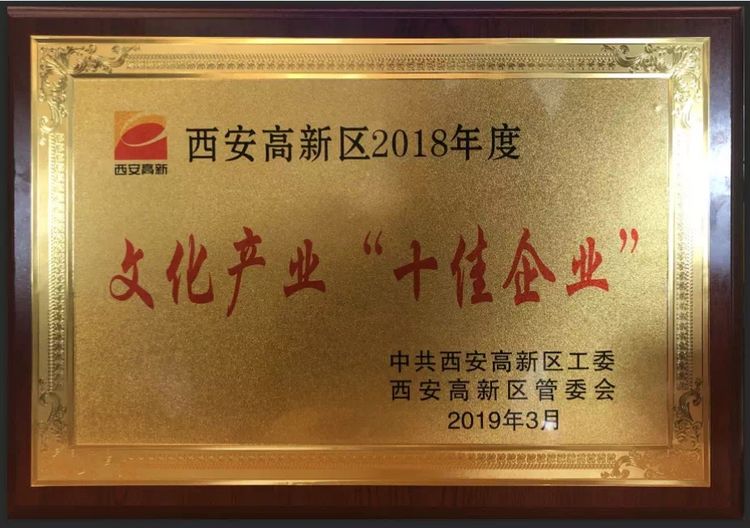 西安高新
西安高新区2018年度
文化产业“十佳企业”
中共西安高新区工委
西安高新区管委会
2019年3月